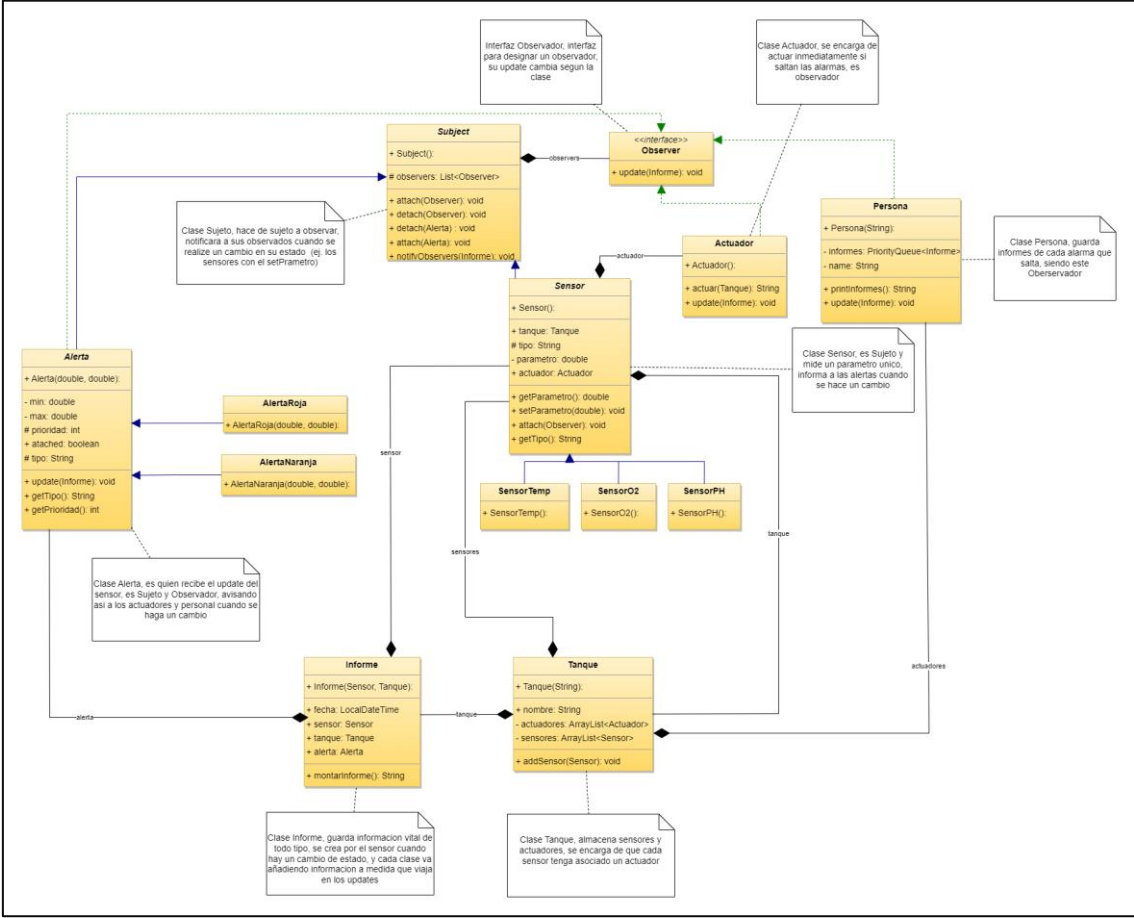 Interfaz Observador, interfaz
para designar un observador,
su update cambia segun la
clase
Clase Actuador, se encarga de
actuar inmediatamente si
saltan las alarmas, es
observador
Subject
+ Subject():
# observers: List<Observer>
+ attach(Observer): void
+ detach(Observer): void
+ detach(Alerta) : void
+ attach(Alerta): void
+ notifyObservers(Informe): void
observers
<<interface>>
Observer
+ update(Informe): void
Clase Sujeto, hace de sujeto a observar,
notificara a sus observados cuando se
realize un cambio en su estado (ej. los
sensores con el setPrametro)
Persona
+ Persona(String):
- informes: PriorityQueue<Informe>
- name: String
+ printInformes(): String
+ update(Informe): void
Clase Persona, guarda
informes de cada alarma que
salta, siendo este
Oberservador
Actuador
+ Actuador():
+ actuar(Tanque): String
+ update(Informe): void
actuador
Sensor
+ Sensor():
+ tanque: Tanque
# tipo: String
- parametro: double
+ actuador: Actuador
+ getParametro(): double
+ setParametro(double): void
+ attach(Observer): void
+ getTipo(): String
Clase Sensor, es Sujeto y
mide un parametro unico,
informa a las alertas cuando
se hace un cambio
Alerta
+ Alerta(double, double):
- min: double
- max: double
# prioridad: int
+ atached: boolean
# tipo: String
+ update(Informe): void
+ getTipo(): String
+ getPrioridad(): int
AlertaRoja
+ AlertaRoja(double, double):
AlertaNaranja
+ AlertaNaranja(double, double):
sensor
SensorTemp
+ SensorTemp():
SensorO2
+ SensorO2():
SensorPH
+ SensorPH():
sensores
tanque
Clase Alerta, es quien recibe el update del
sensor, es Sujeto y Observador, avisando
asi a los actuadores y personal cuando se
haga un cambio
actuadores
Informe
+ Informe(Sensor, Tanque):
+ fecha: LocalDateTime
+ sensor: Sensor
+ tanque: Tanque
+ alerta: Alerta
+ montarInforme(): String
alerta
tanque
Tanque
+ Tanque(String):
+ nombre: String
- actuadores: ArrayList<Actuador>
- sensores: ArrayList<Sensor>
+ addSensor(Sensor): void
Clase Informe, guarda informacion vital de
todo tipo, se crea por el sensor cuando
hay un cambio de estado, y cada clase va
añadiendo informacion a medida que viaja
en los updates
Clase Tanque, almacena sensores y
actuadores, se encarga de que cada
sensor tenga asociado un actuador